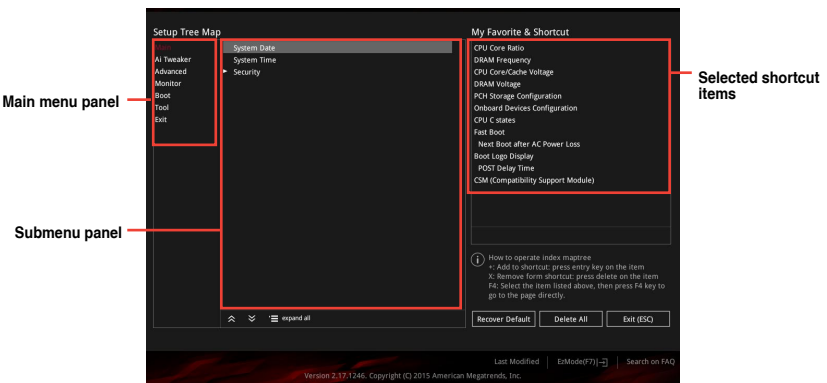 Setup Tree Map
My Favorite & Shortcut
Main
Ai Tweaker
Advanced
Monitor
Boot
Tool
Exit
System Date
System Time
Security
CPU Core Ratio
DRAM Frequency
CPU Core/Cache Voltage
DRAM Voltage
PCH Storage Configuration
Onboard Devices Configuration
CPU C states
Fast Boot
Next Boot after AC Power Loss
Boot Logo Display
POST Delay Time
CSM (Compatibility Support Module)
Main menu panel
Submenu panel
Selected shortcut
items
How to operate index maptree
+: Add to shortcut: press entry key on the item
X: Remove form shortcut: press delete on the item
F4: Select the item listed above, then press F4 key to
go to the page directly.
expand all
Recover Default
Delete All
Exit (ESC)
Last Modified
EzMode(F7)
Search on FAQ
Version 2.17.1246. Copyright (C) 2015 American Megatrends, Inc.